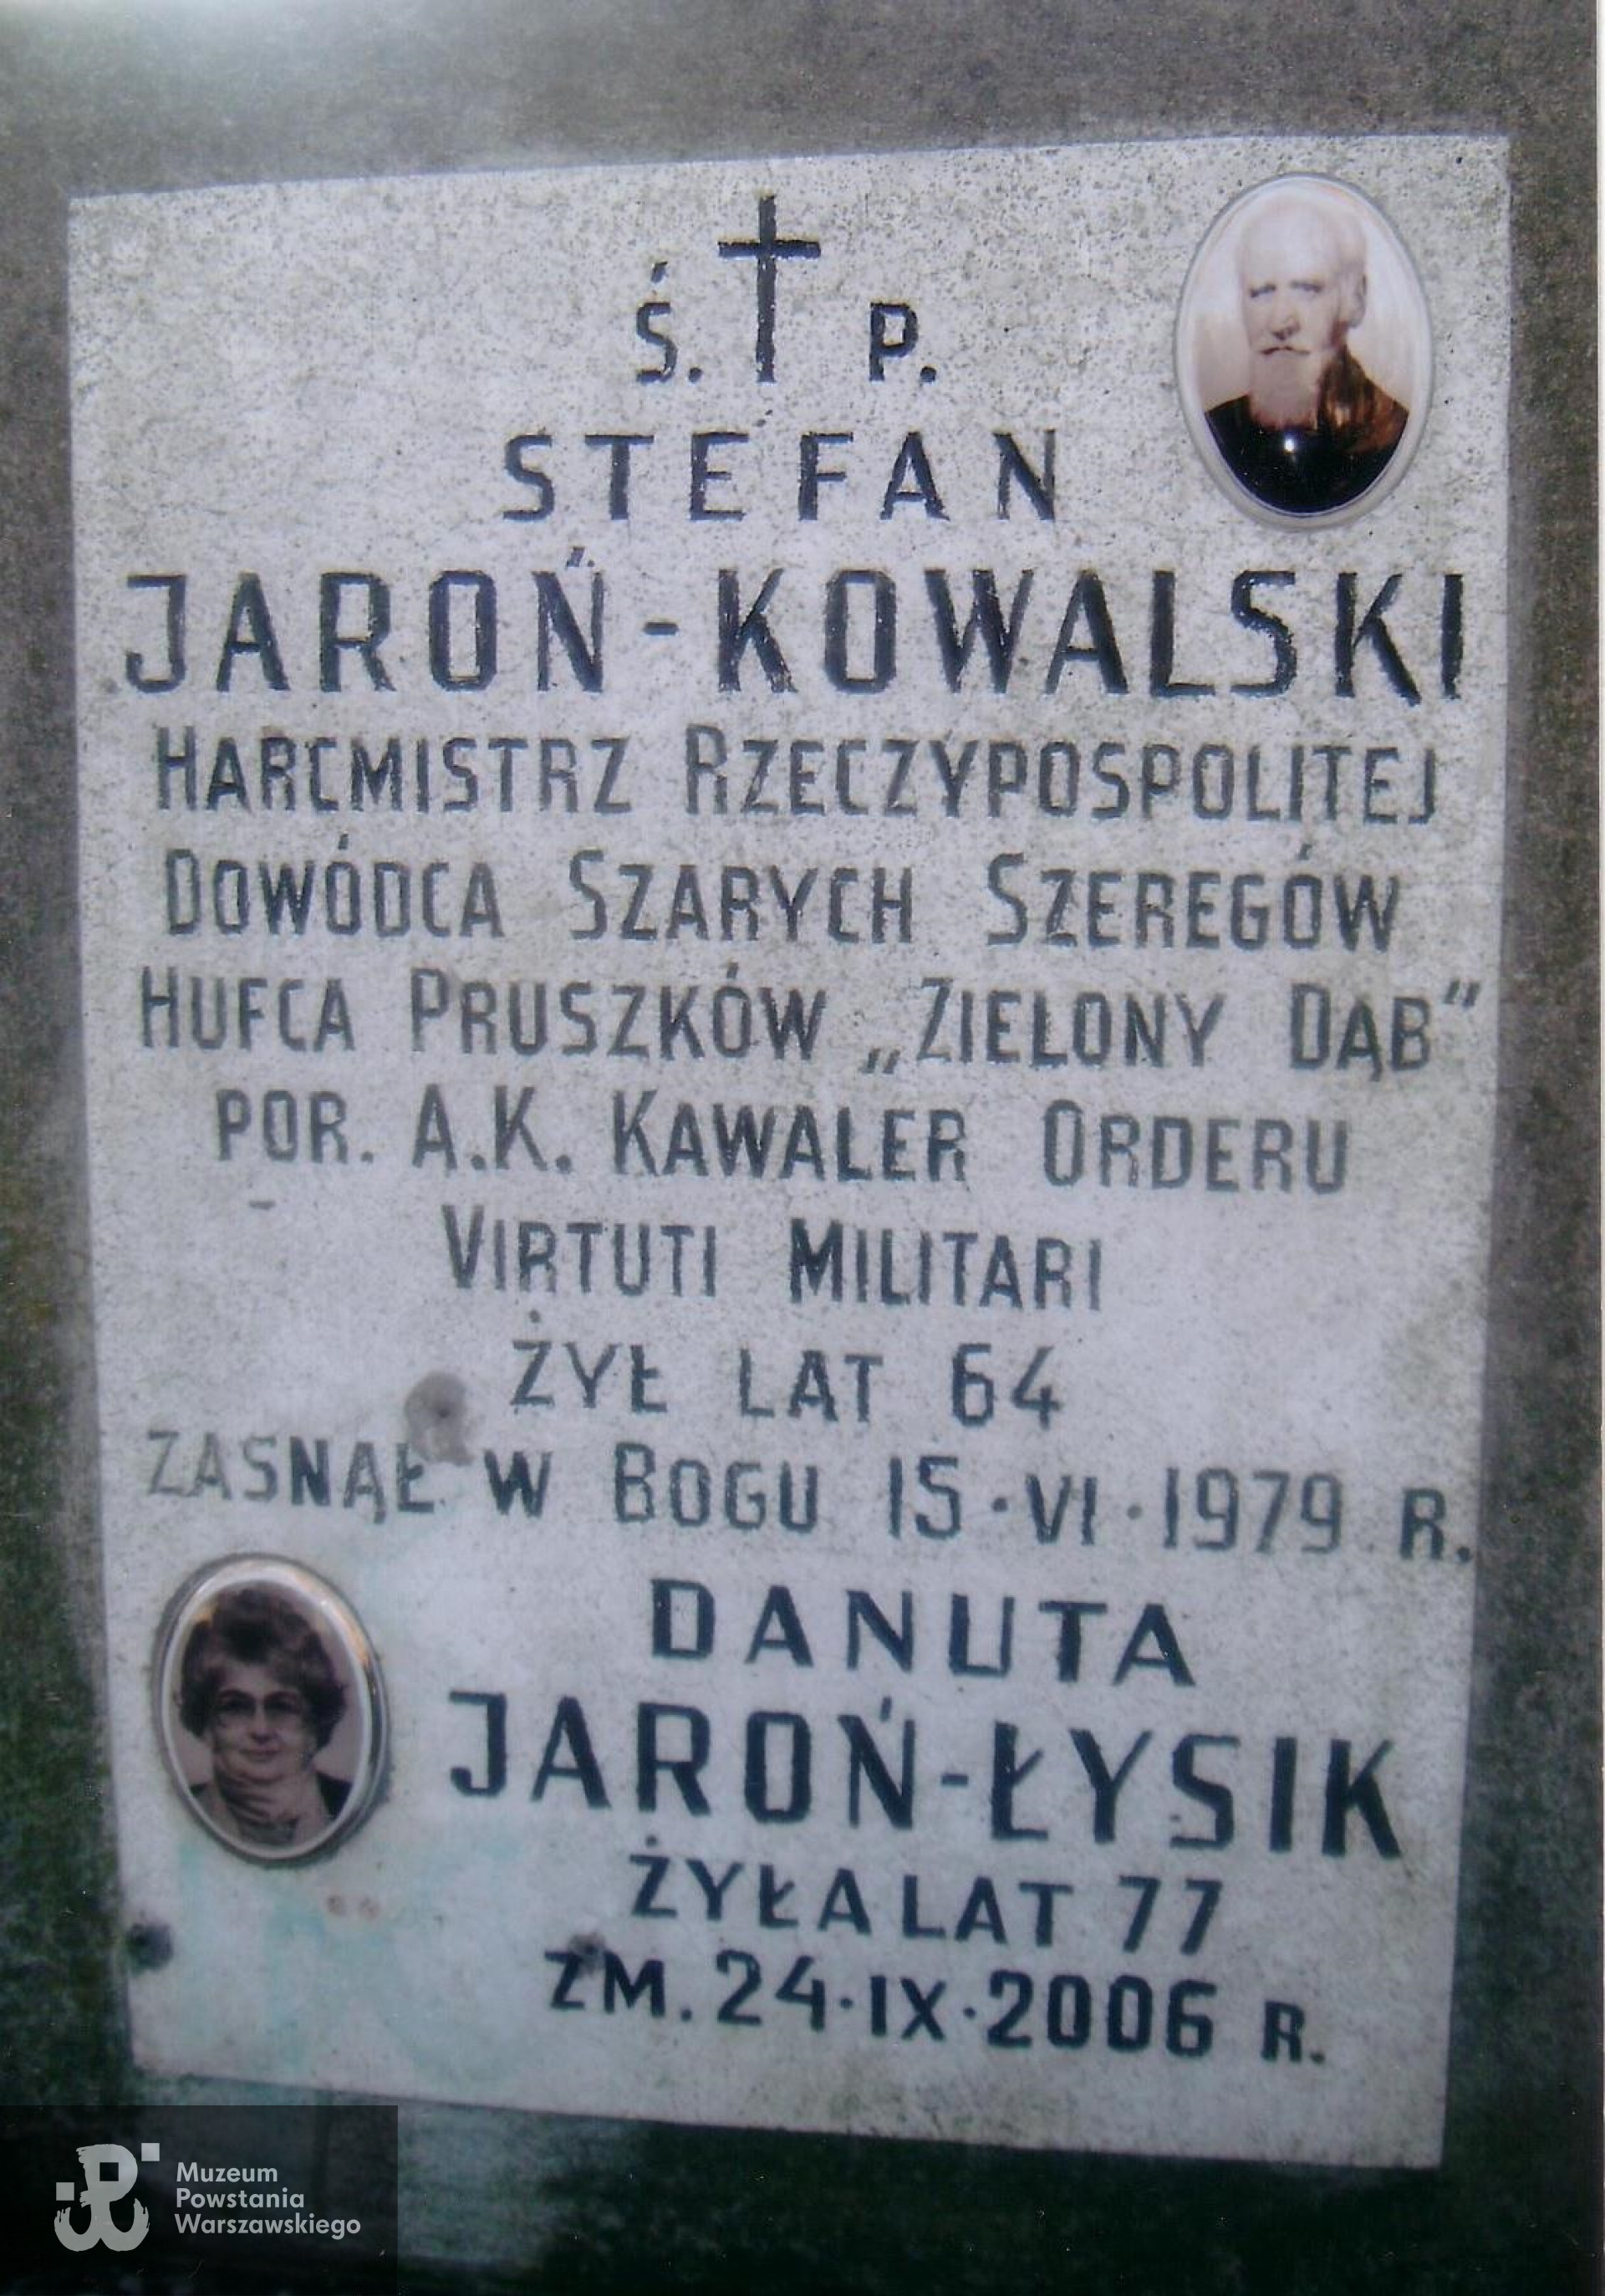 Ś. P.
STEFAN
JAROŃ-KOWALSKI
HARCMISTRZ RZECZYPOSPOLITEJ
DOWÓDCA SZARYCH SZEREGÓW
HUFCA PRUSZKÓW „ZIELONY DĄB"
POR. A.K. KAWALER ORDERU
VIRTUTI MILITARI
ŻYŁ LAT 64
ZASNĄŁ W BOGU 15·VI·1979 R.
DANUTA
JAROŃ-ŁYSIK
ŻYŁA LAT 77
ZM. 24·IX·2006 R.
Muzeum
Powstania
Warszawskiego